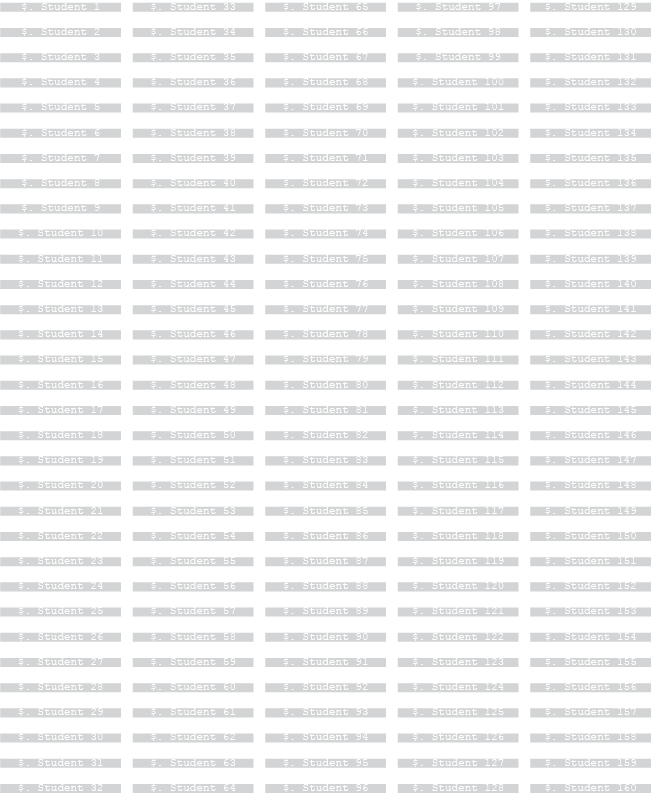 $. Student 1
$. Student 2
$. Student 3
$. Student 4
$. Student 5
$. Student 6
$. Student 7
$. Student 8
$. Student 9
$. Student 10
$. Student 11
$. Student 12
$. Student 13
$. Student 14
$. Student 15
$. Student 16
$. Student 17
$. Student 18
$. Student 19
$. Student 20
$. Student 21
$. Student 22
$. Student 23
$. Student 24
$. Student 25
$. Student 26
$. Student 27
$. Student 28
$. Student 29
$. Student 30
$. Student 31
$. Student 32
$. Student 33
$. Student 34
$. Student 35
$. Student 36
$. Student 37
$. Student 38
$. Student 39
$. Student 40
$. Student 41
$. Student 42
$. Student 43
$. Student 44
$. Student 45
$. Student 46
$. Student 47
$. Student 48
$. Student 49
$. Student 50
$. Student 51
$. Student 52
$. Student 53
$. Student 54
$. Student 55
$. Student 56
$. Student 57
$. Student 58
$. Student 59
$. Student 60
$. Student 61
$. Student 62
$. Student 63
$. Student 64
$. Student 65
$. Student 66
$. Student 67
$. Student 68
$. Student 69
$. Student 70
$. Student 71
$. Student 72
$. Student 73
$. Student 74
$. Student 75
$. Student 76
$. Student 77
$. Student 78
$. Student 79
$. Student 80
$. Student 81
$. Student 82
$. Student 83
$. Student 84
$. Student 85
$. Student 86
$. Student 87
$. Student 88
$. Student 89
$. Student 90
$. Student 91
$. Student 92
$. Student 93
$. Student 94
$. Student 95
$. Student 96
$. Student 97
$. Student 98
$. Student 99
$. Student 100
$. Student 101
$. Student 102
$. Student 103
$. Student 104
$. Student 105
$. Student 106
$. Student 107
$. Student 108
$. Student 109
$. Student 110
$. Student 111
$. Student 112
$. Student 113
$. Student 114
$. Student 115
$. Student 116
$. Student 117
$. Student 118
$. Student 119
$. Student 120
$. Student 121
$. Student 122
$. Student 123
$. Student 124
$. Student 125
$. Student 126
$. Student 127
$. Student 128
$. Student 129
$. Student 130
$. Student 131
$. Student 132
$. Student 133
$. Student 134
$. Student 135
$. Student 136
$. Student 137
$. Student 138
$. Student 139
$. Student 140
$. Student 141
$. Student 142
$. Student 143
$. Student 144
$. Student 145
$. Student 146
$. Student 147
$. Student 148
$. Student 149
$. Student 150
$. Student 151
$. Student 152
$. Student 153
$. Student 154
$. Student 155
$. Student 156
$. Student 157
$. Student 158
$. Student 159
$. Student 160